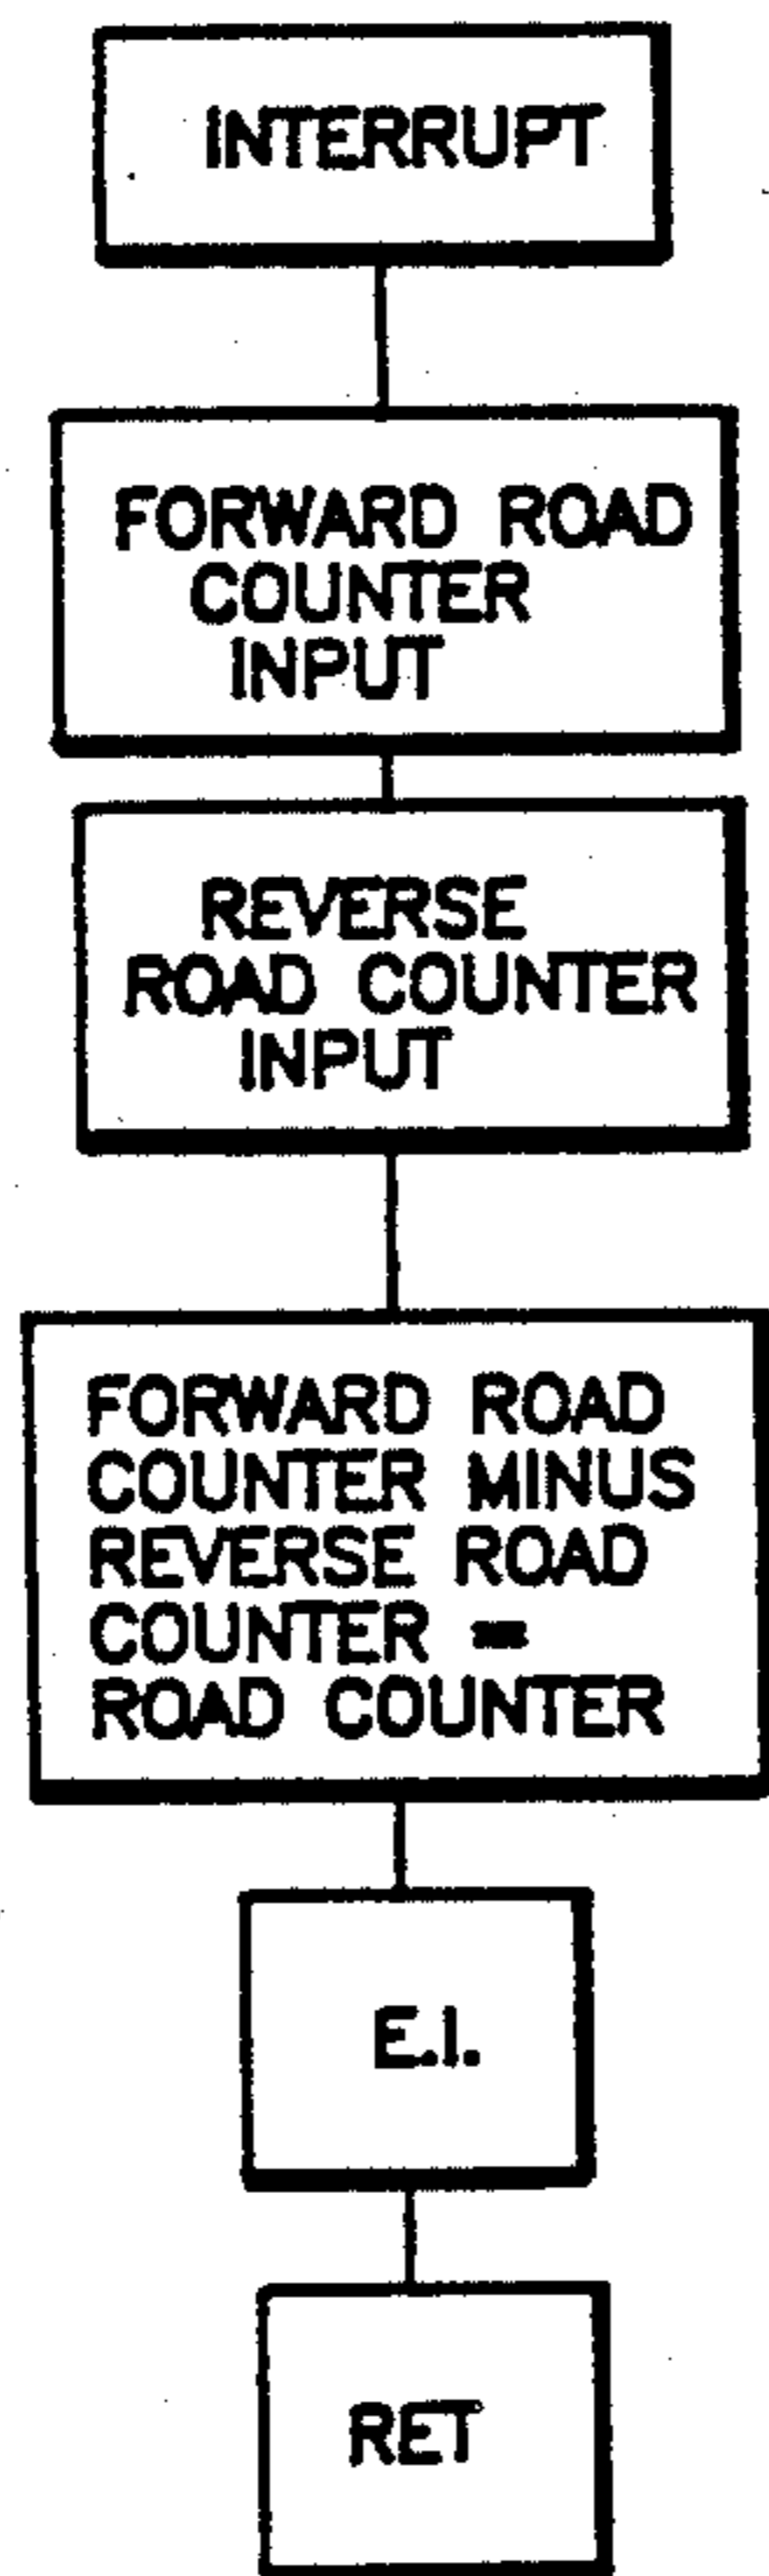 INTERRUPT
FORWARD ROAD
COUNTER
INPUT
REVERSE
ROAD COUNTER
INPUT
FORWARD ROAD
COUNTER MINUS
REVERSE ROAD
COUNTER =
ROAD COUNTER
E.I.
RET